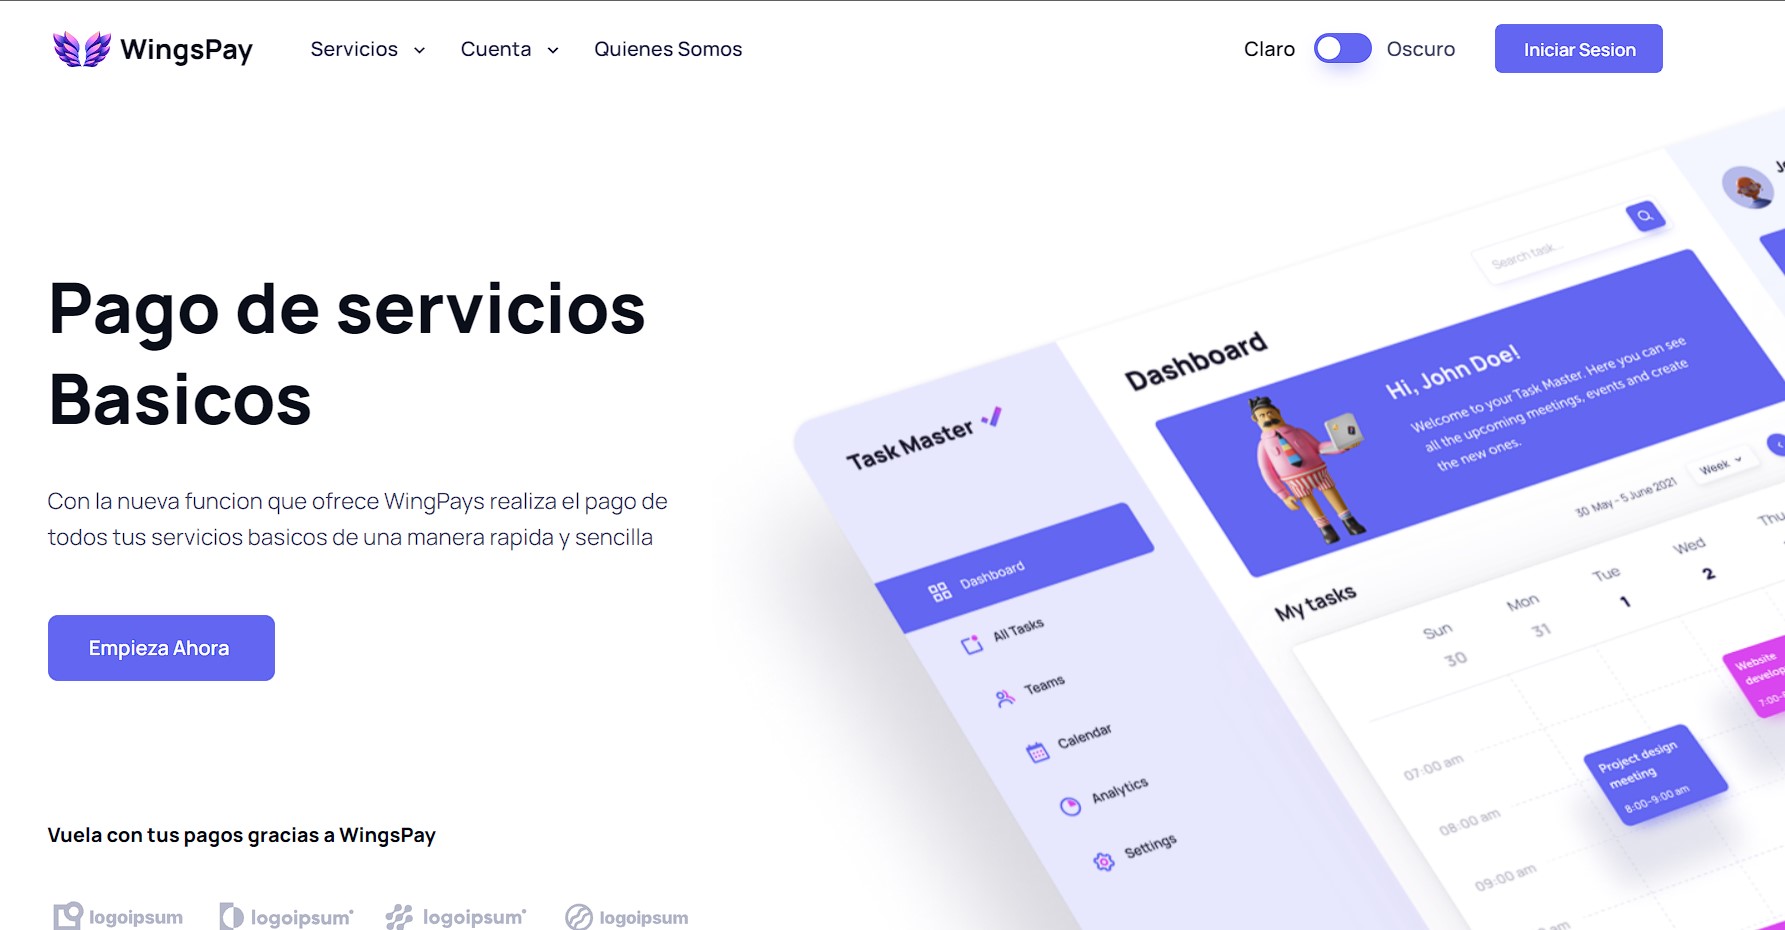 WingsPay
Servicios
Cuenta
Quienes Somos
Claro
Oscuro
Iniciar Sesion
Pago de servicios
Basicos
Con la nueva funcion que ofrece WingPays realiza el pago de
todos tus servicios basicos de una manera rapida y sencilla
Empieza Ahora
Vuela con tus pagos gracias a WingsPay
logoipsum
logoipsum
logoipsum
logoipsum
Task Master
Dashboard
All Tasks
Teams
Calendar
Analytics
Settings
Dashboard
Search task...
Hi, John Doe!
Welcome to your Task Master. Here you can see
all the upcoming meetings, events and create
the new ones.
My tasks
30 May - 5 June 2021
Week
Sun
30
Mon
31
Tue
1
Wed
2
Thu
07:00 am
08:00 am
09:00 am
am
Project design
meeting
8:00-9:00 am
Website
develop
7:00-